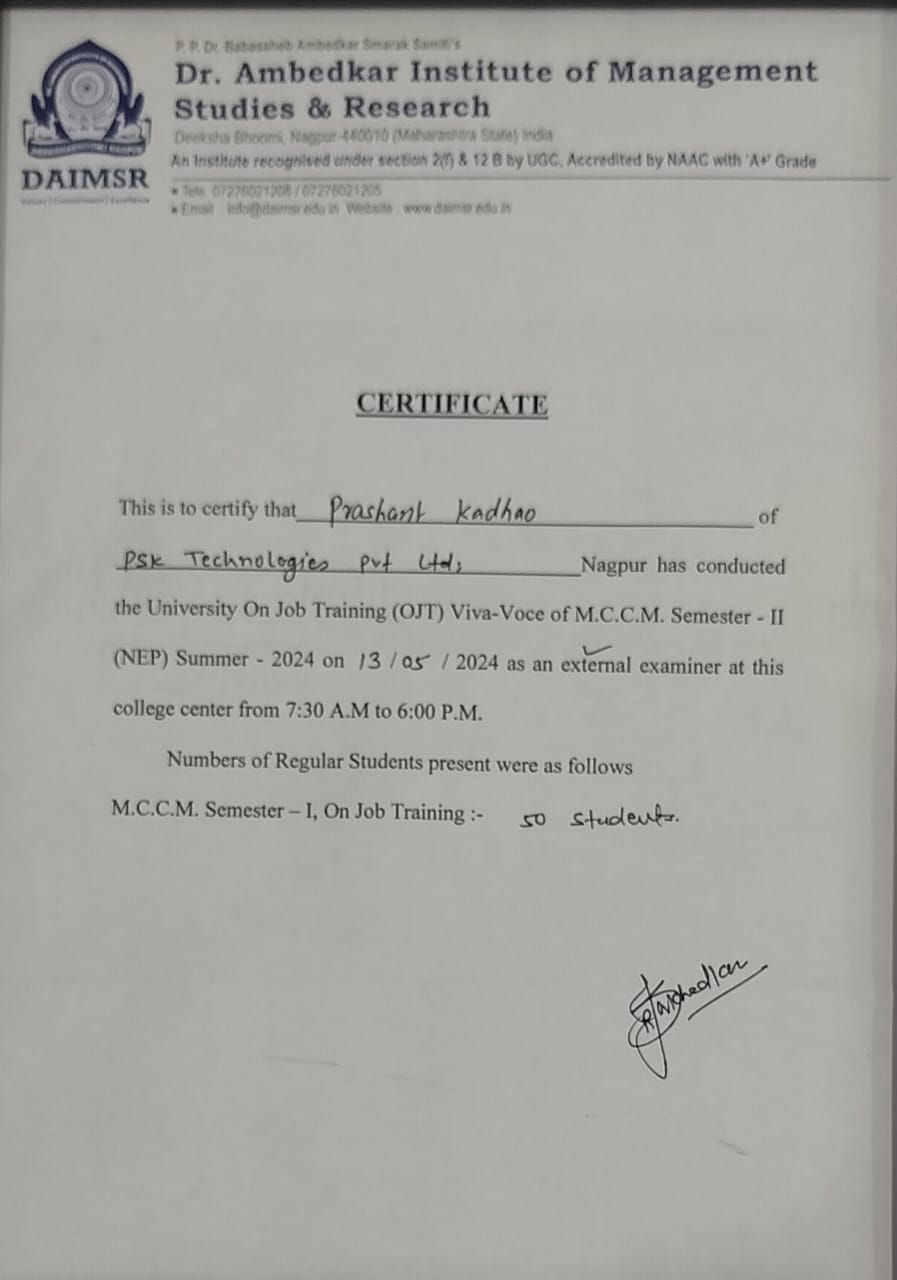 P. P. Dr. Babasaheb Ambedkar Smarak Samiti's
Dr. Ambedkar Institute of Management
Studies & Research
Deeksha Bhoomi, Nagpur-440010 (Maharashtra State) India
An Institute recognised under section 2(f) & 12 B by UGC, Accredited by NAAC with 'A+' Grade
DAIMSR
Tele. 07276021208 / 07276021205
Email : info@daimsr.edu.in Website : www.daimsr.edu.in
CERTIFICATE
This is to certify that Prashant Kadhao of
PSK Technologies pvt Ltd; Nagpur has conducted
the University On Job Training (OJT) Viva-Voce of M.C.C.M. Semester - II
(NEP) Summer - 2024 on 13 / 05 / 2024 as an external examiner at this
college center from 7:30 A.M to 6:00 P.M.
Numbers of Regular Students present were as follows
M.C.C.M. Semester – I, On Job Training :- 50 students.